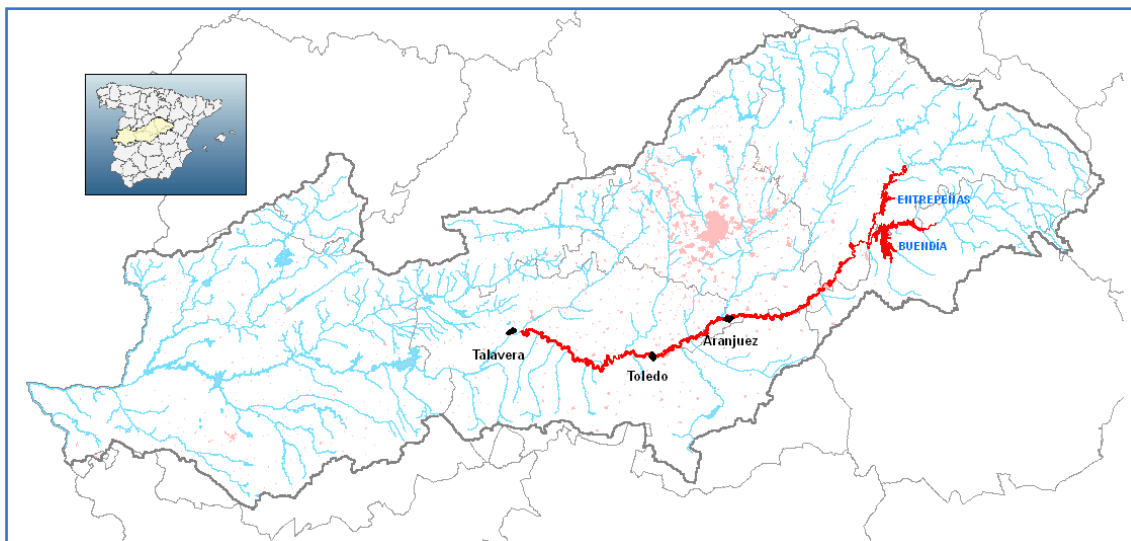 ENTREPEÑAS
BUENDÍA
Aranjuez
Talavera
Toledo